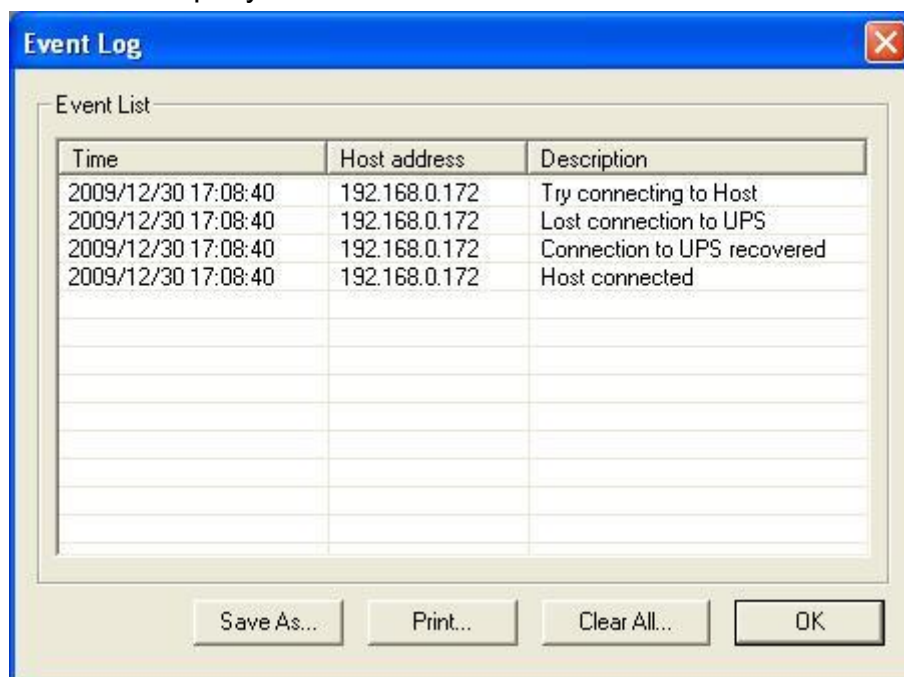 Event Log
Event List
Time Host address Description
2009/12/30 17:08:40 192.168.0.172 Try connecting to Host
2009/12/30 17:08:40 192.168.0.172 Lost connection to UPS
2009/12/30 17:08:40 192.168.0.172 Connection to UPS recovered
2009/12/30 17:08:40 192.168.0.172 Host connected
Save As... Print... Clear All... OK